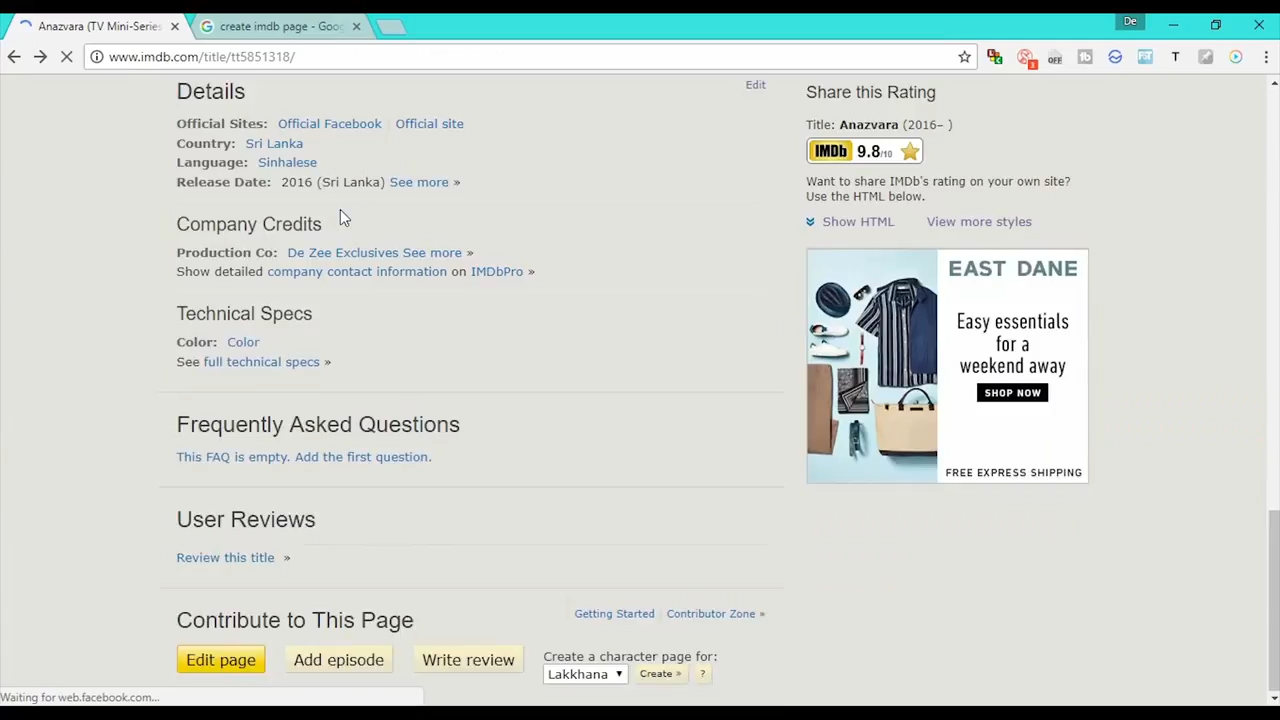 Anazvara (TV Mini-Series
create imdb page - Goog
De
www.imdb.com/title/tt5851318/
Details
Edit
Official Sites: Official Facebook | Official site
Country: Sri Lanka
Language: Sinhalese
Release Date: 2016 (Sri Lanka) See more »
Company Credits
Production Co: De Zee Exclusives See more »
Show detailed company contact information on IMDbPro »
Technical Specs
Color: Color
See full technical specs »
Frequently Asked Questions
This FAQ is empty. Add the first question.
User Reviews
Review this title »
Contribute to This Page
Getting Started | Contributor Zone »
Edit page
Add episode
Write review
Create a character page for:
Lakkhana
Create »
?
Waiting for web.facebook.com...
Share this Rating
Title: Anazvara (2016– )
IMDb 9.8/10
Want to share IMDb's rating on your own site?
Use the HTML below.
Show HTML
View more styles
EAST DANE
Easy essentials
for a
weekend away
SHOP NOW
FREE EXPRESS SHIPPING